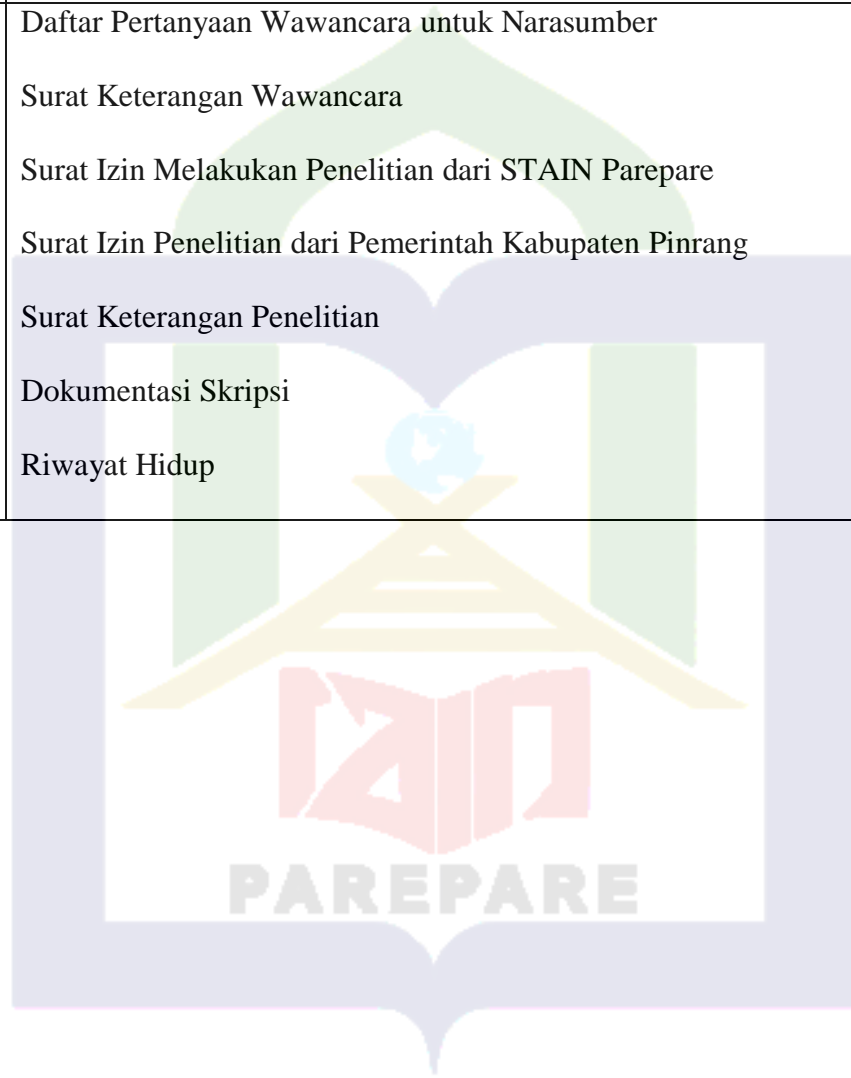 Daftar Pertanyaan Wawancara untuk Narasumber
Surat Keterangan Wawancara
Surat Izin Melakukan Penelitian dari STAIN Parepare
Surat Izin Penelitian dari Pemerintah Kabupaten Pinrang
Surat Keterangan Penelitian
Dokumentasi Skripsi
Riwayat Hidup
iain
PAREPARE